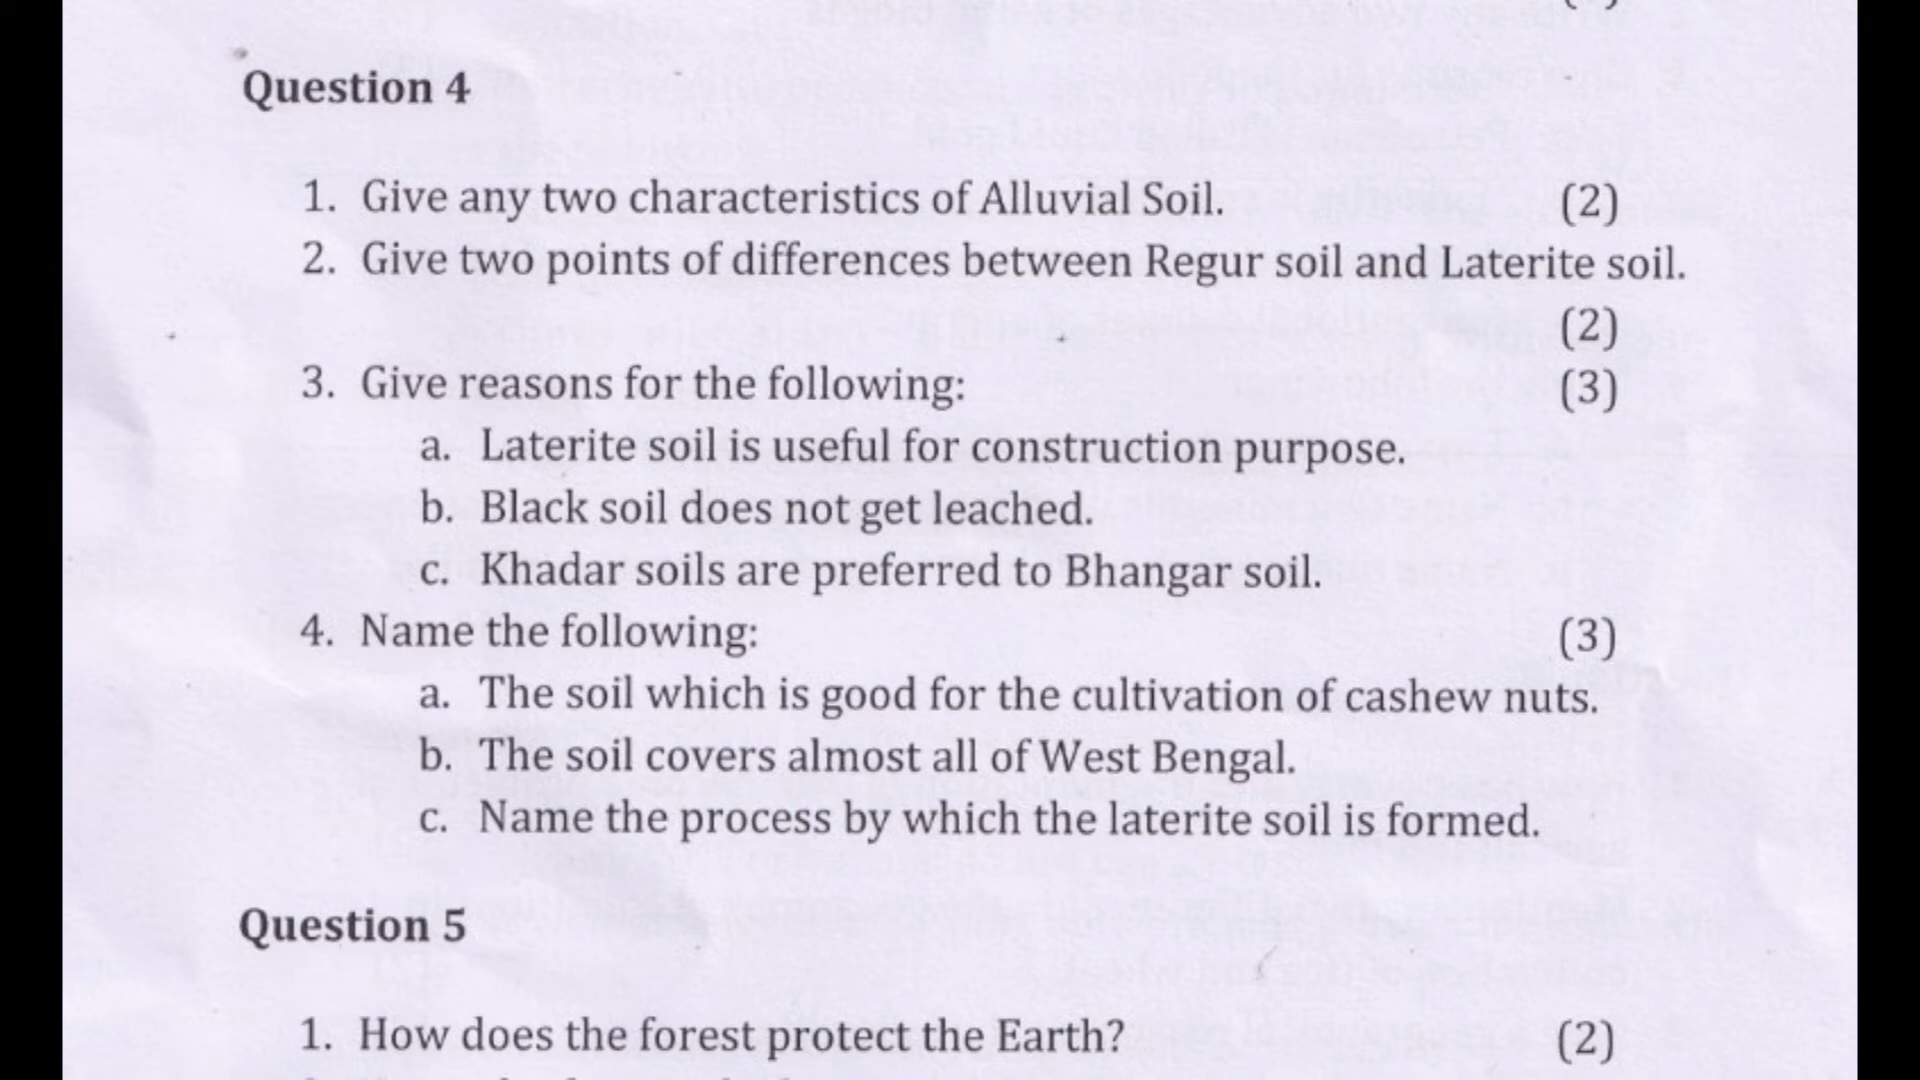 Question 4
1. Give any two characteristics of Alluvial Soil. (2)
2. Give two points of differences between Regur soil and Laterite soil.
(2)
3. Give reasons for the following: (3)
a. Laterite soil is useful for construction purpose.
b. Black soil does not get leached.
c. Khadar soils are preferred to Bhangar soil.
4. Name the following: (3)
a. The soil which is good for the cultivation of cashew nuts.
b. The soil covers almost all of West Bengal.
c. Name the process by which the laterite soil is formed.
Question 5
1. How does the forest protect the Earth? (2)